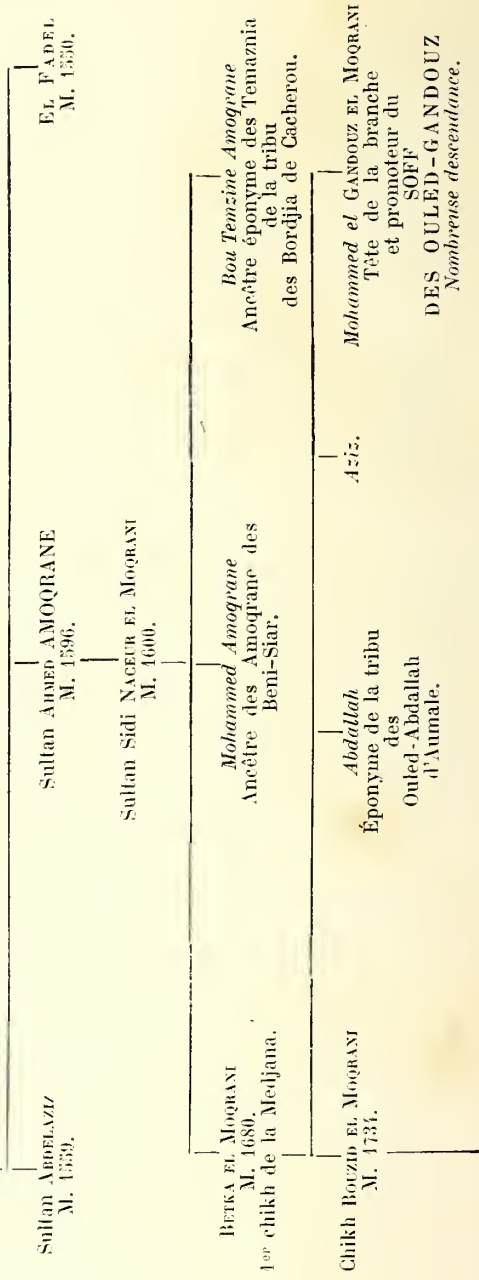 Sultan ABDELAZIZ
M. 1559.
Sultan AHMED AMOQRANE
M. 1596.
EL FADEL
M. 1550.
Sultan Sidi NACEUR EL MOQRANI
M. 1600.
BETKA EL MOQRANI
M. 1680.
1er chikh de la Medjana.
Mohammed Amoqrane
Ancêtre des Amoqrane des
Beni-Siar.
Bou Temzine Amoqrane
Ancêtre éponyme des Temaznia
de la tribu
des Bordjia de Cacherou.
Chikh BOUZID EL MOQRANI
M. 1734.
Abdallah
Éponyme de la tribu
des
Ouled-Abdallah
d'Aumale.
Aziz.
Mohammed el GANDOUZ EL MOQRANI
Tête de la branche
et promoteur du
SOFF
DES OULED-GANDOUZ
Nombreuse descendance.